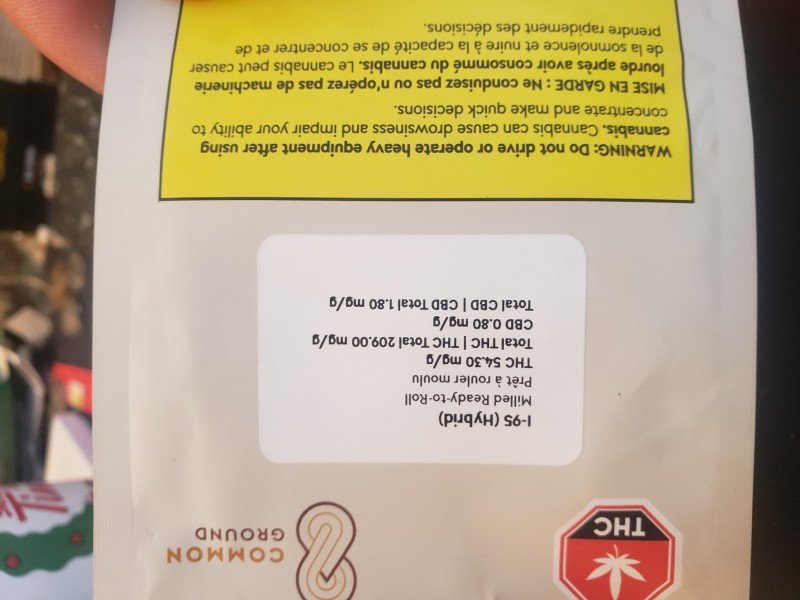 THC
COMMON
GROUND
I-95 (Hybrid)
Milled Ready-to-Roll
Prêt à rouler moulu
THC 54.30 mg/g
Total THC | THC Total 209.00 mg/g
CBD 0.80 mg/g
Total CBD | CBD Total 1.80 mg/g
WARNING: Do not drive or operate heavy equipment after using
cannabis. Cannabis can cause drowsiness and impair your ability to
concentrate and make quick decisions.
MISE EN GARDE : Ne conduisez pas ou n'opérez pas de machinerie
lourde après avoir consommé du cannabis. Le cannabis peut causer
de la somnolence et nuire à la capacité de se concentrer et de
prendre rapidement des décisions.